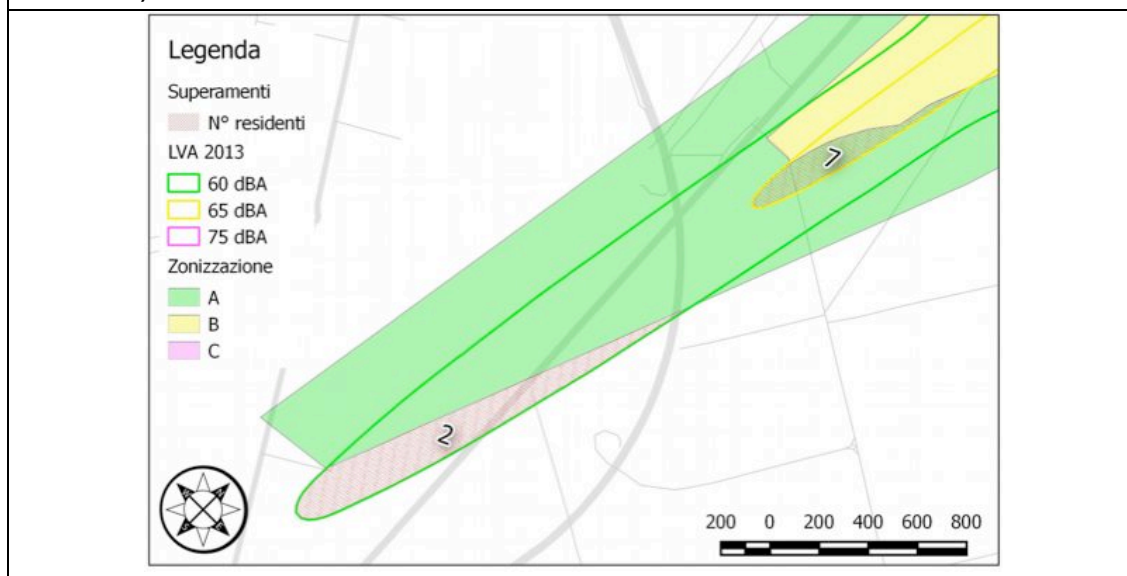 Legenda
Superamenti
N° residenti
LVA 2013
60 dBA
65 dBA
75 dBA
Zonizzazione
A
B
C
7
2
200 0 200 400 600 800